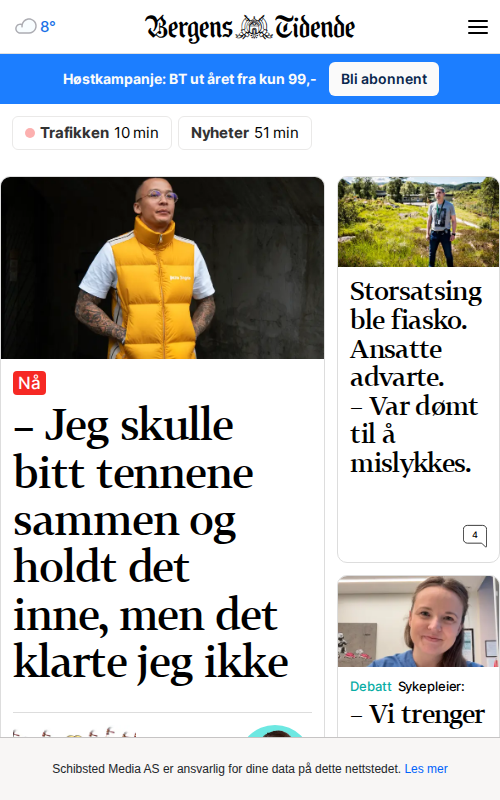 8°
Bergens Tidende
Høstkampanje: BT ut året fra kun 99,-
Bli abonnent
Trafikken 10 min
Nyheter 51 min
Nå
– Jeg skulle
bitt tennene
sammen og
holdt det
inne, men det
klarte jeg ikke
Storsatsing
ble fiasko.
Ansatte
advarte.
– Var dømt
til å
mislykkes.
4
Debatt Sykepleier:
– Vi trenger
Schibsted Media AS er ansvarlig for dine data på dette nettstedet. Les mer